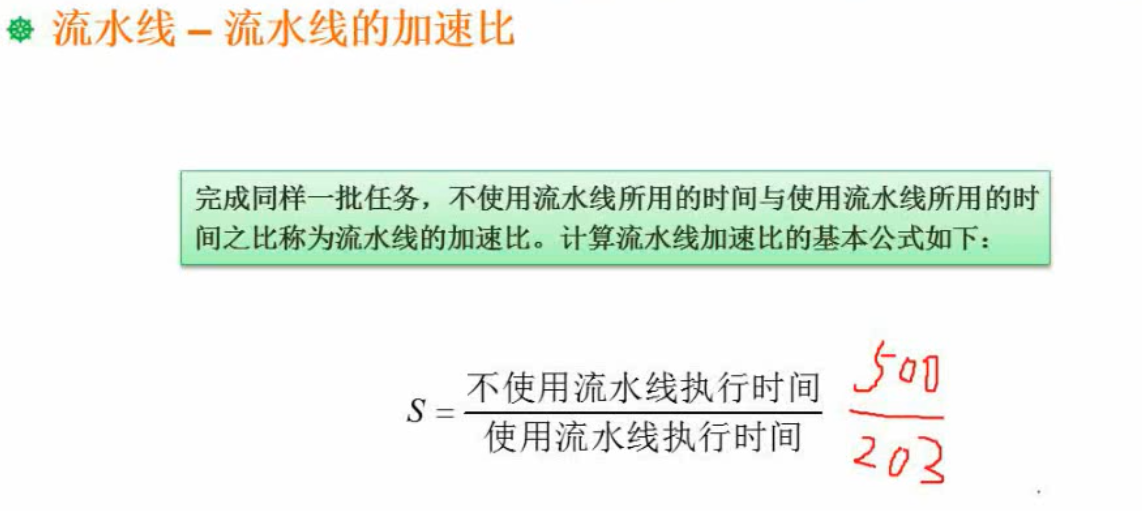 流水线 – 流水线的加速比
完成同样一批任务，不使用流水线所用的时间与使用流水线所用的时
间之比称为流水线的加速比。计算流水线加速比的基本公式如下：
S = 不使用流水线执行时间
使用流水线执行时间
500
203